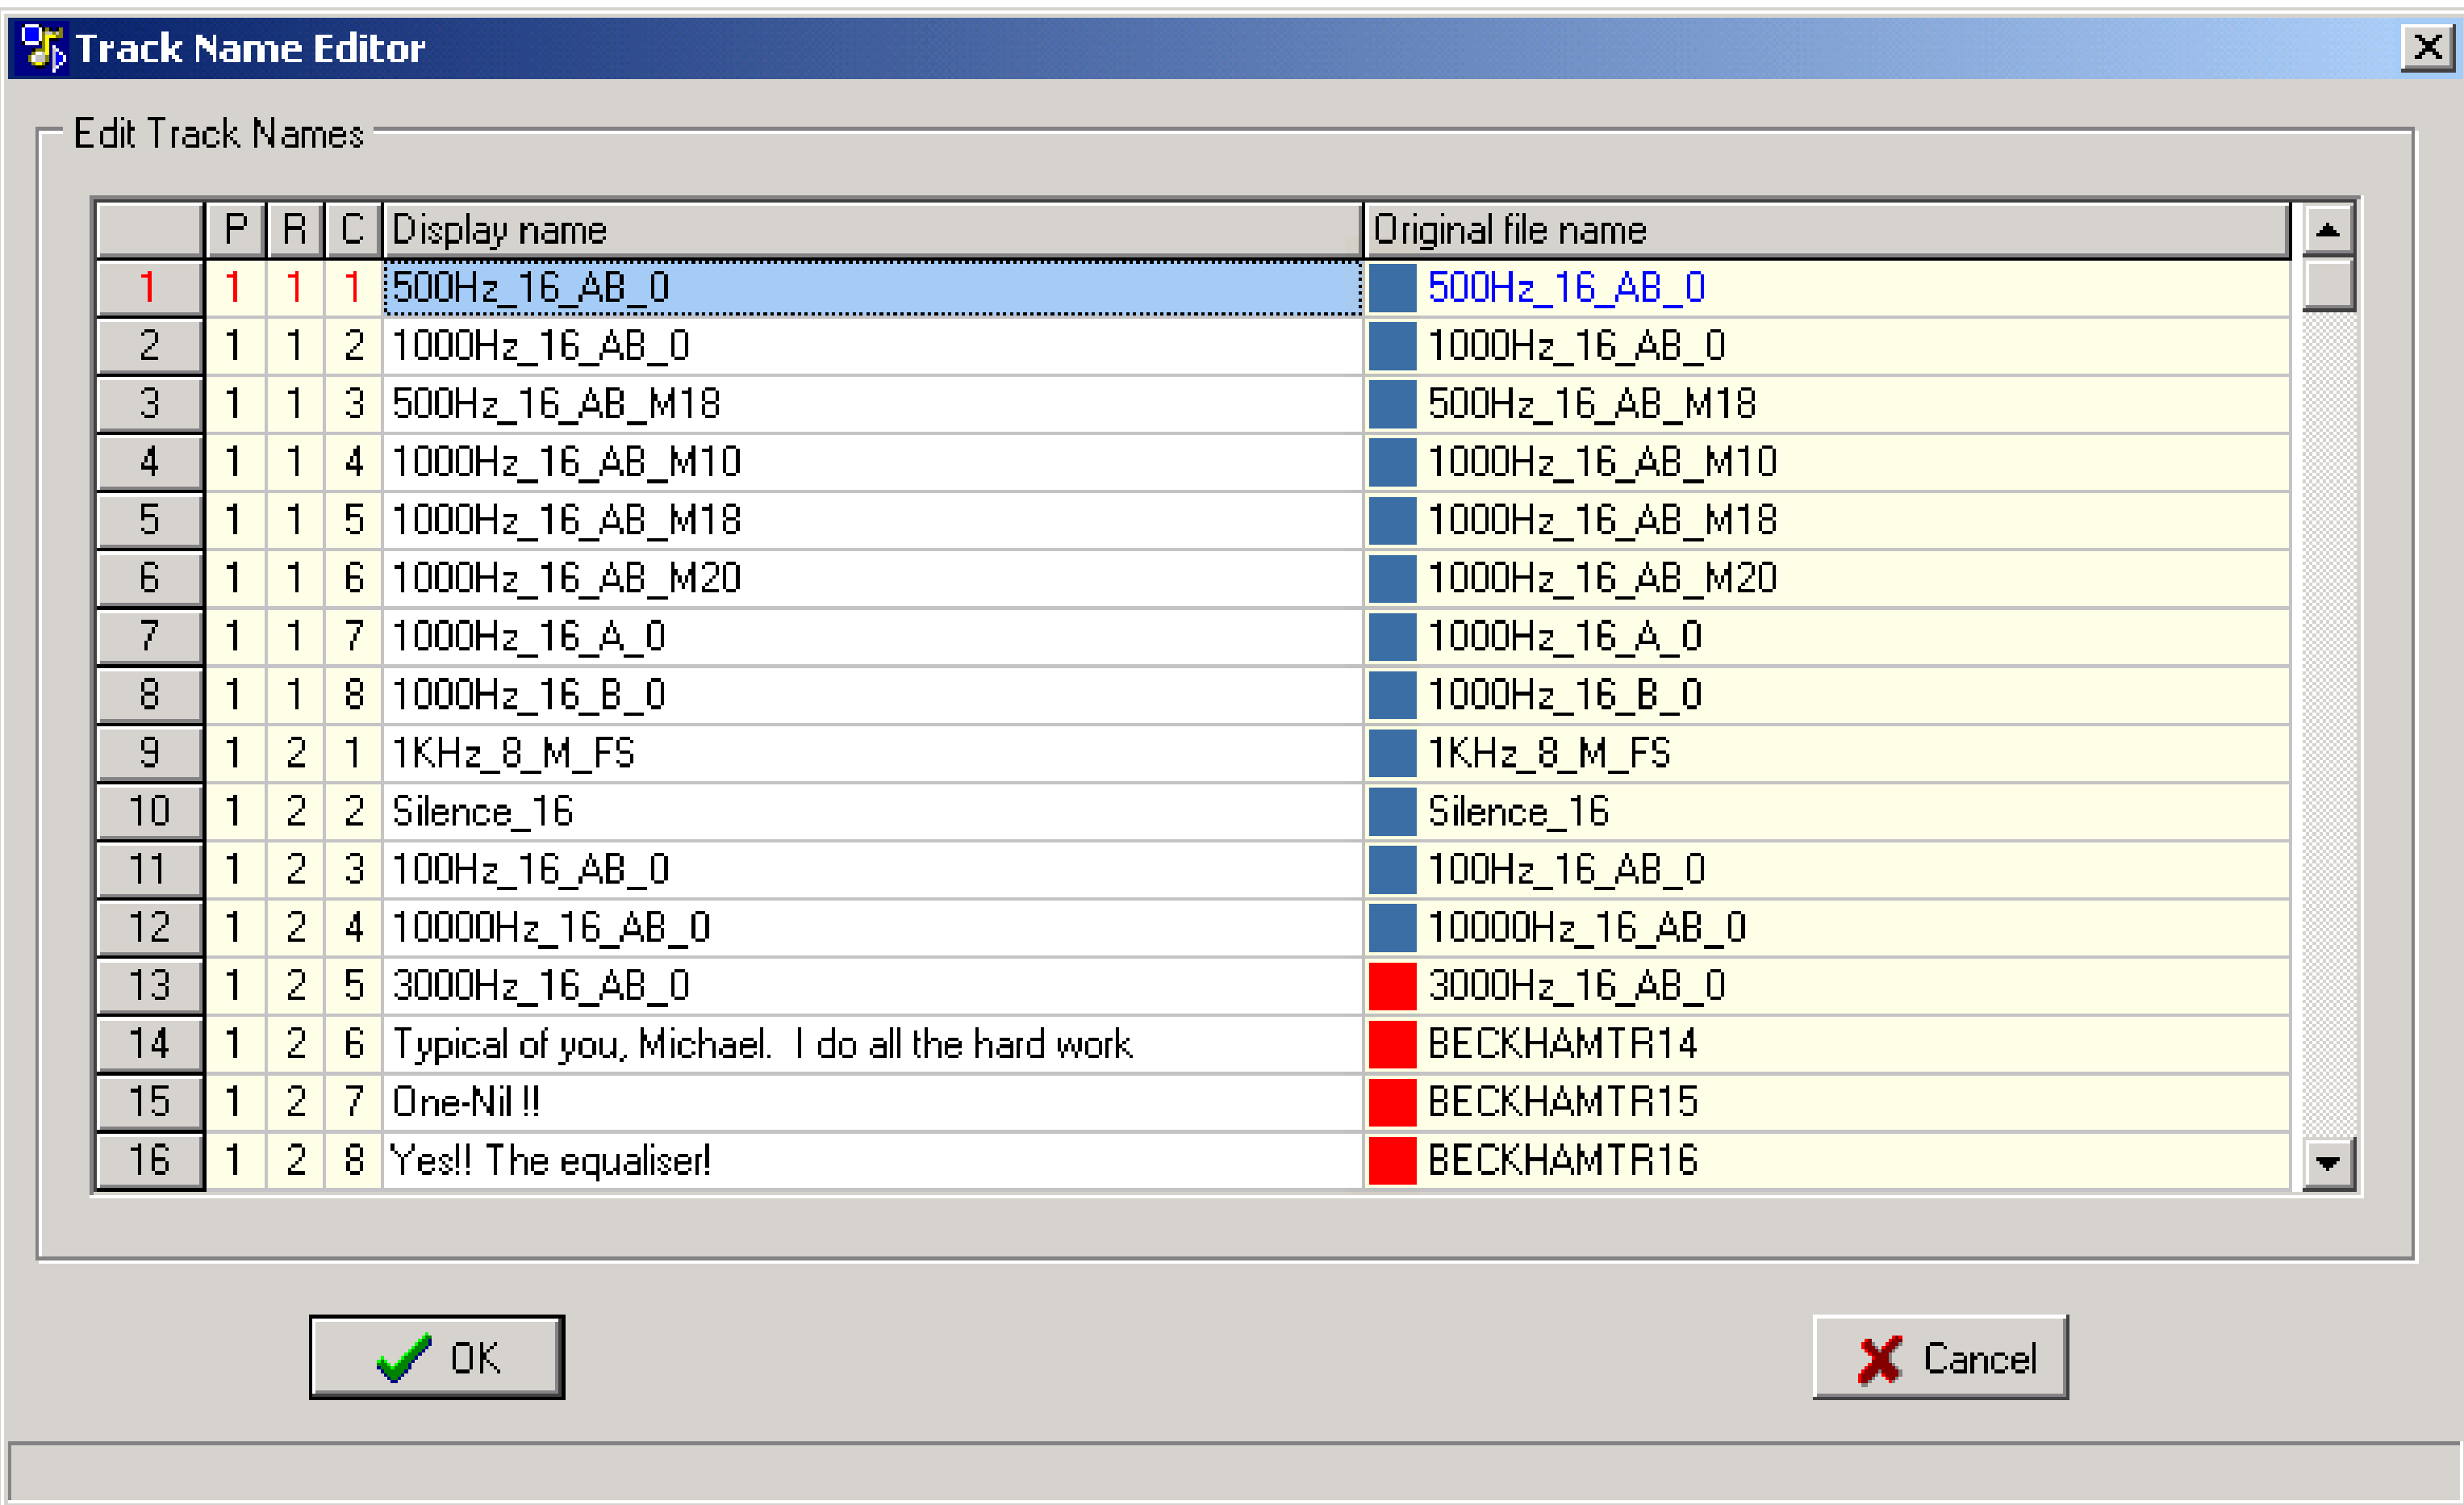 Track Name Editor
Edit Track Names
P R C Display name Original file name
1 1 1 1 500Hz_16_AB_0 500Hz_16_AB_0
2 1 1 2 1000Hz_16_AB_0 1000Hz_16_AB_0
3 1 1 3 500Hz_16_AB_M18 500Hz_16_AB_M18
4 1 1 4 1000Hz_16_AB_M10 1000Hz_16_AB_M10
5 1 1 5 1000Hz_16_AB_M18 1000Hz_16_AB_M18
6 1 1 6 1000Hz_16_AB_M20 1000Hz_16_AB_M20
7 1 1 7 1000Hz_16_A_0 1000Hz_16_A_0
8 1 1 8 1000Hz_16_B_0 1000Hz_16_B_0
9 1 2 1 1KHz_8_M_FS 1KHz_8_M_FS
10 1 2 2 Silence_16 Silence_16
11 1 2 3 100Hz_16_AB_0 100Hz_16_AB_0
12 1 2 4 10000Hz_16_AB_0 10000Hz_16_AB_0
13 1 2 5 3000Hz_16_AB_0 3000Hz_16_AB_0
14 1 2 6 Typical of you, Michael.  I do all the hard work BECKHAMTR14
15 1 2 7 One-Nil !! BECKHAMTR15
16 1 2 8 Yes!! The equaliser! BECKHAMTR16
OK Cancel